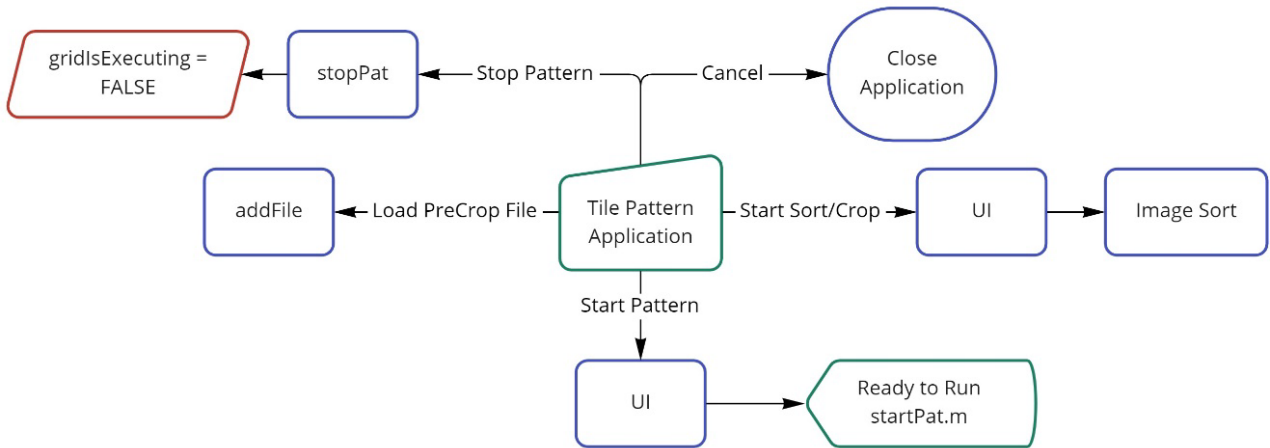 gridIsExecuting =
FALSE
stopPat
Stop Pattern
Cancel
Close
Application
addFile
Load PreCrop File
Tile Pattern
Application
Start Sort/Crop
UI
Image Sort
Start Pattern
UI
Ready to Run
startPat.m